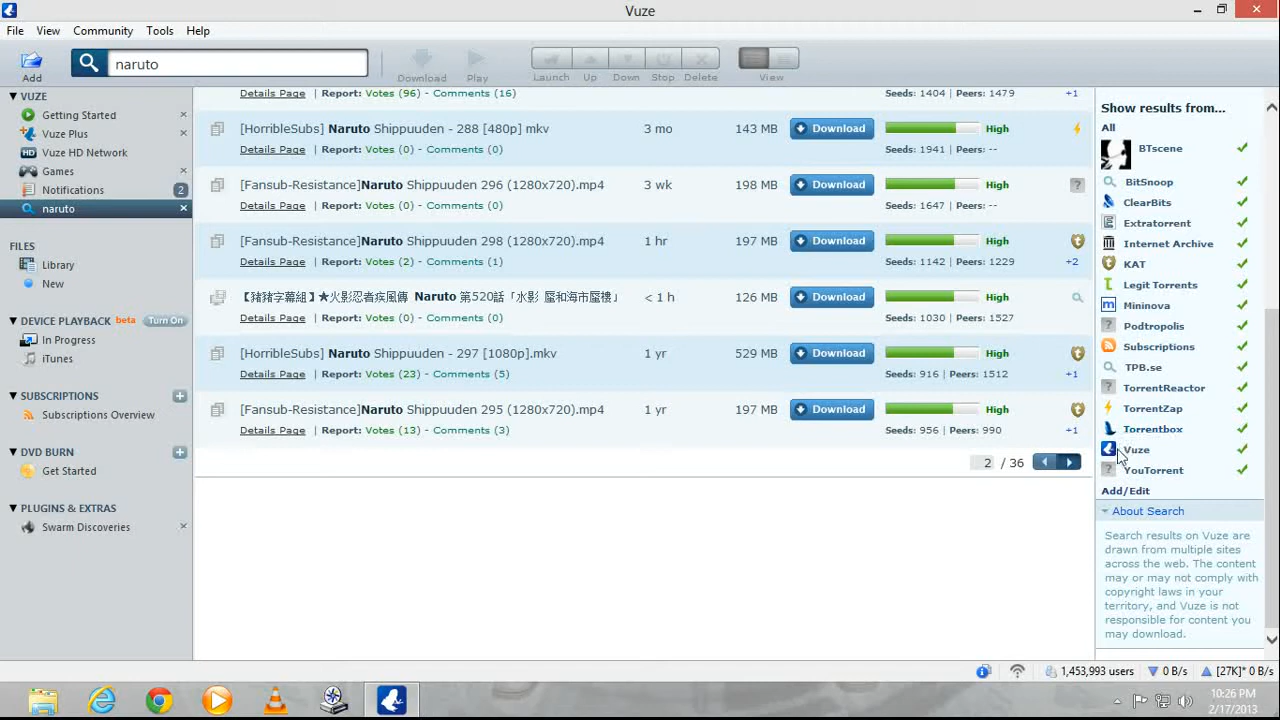 Vuze
File View Community Tools Help
Add naruto Download Play Launch Up Down Stop Delete View
VUZE
Getting Started
Vuze Plus
Vuze HD Network
Games
Notifications 2
naruto
FILES
Library
New
DEVICE PLAYBACK beta Turn On
In Progress
iTunes
SUBSCRIPTIONS
Subscriptions Overview
DVD BURN
Get Started
PLUGINS & EXTRAS
Swarm Discoveries
Details Page | Report: Votes (96) - Comments (16) Seeds: 1404 | Peers: 1479 +1
[HorribleSubs] Naruto Shippuuden - 288 [480p] mkv 3 mo 143 MB Download High
Details Page | Report: Votes (0) - Comments (0) Seeds: 1941 | Peers: --
[Fansub-Resistance]Naruto Shippuuden 296 (1280x720).mp4 3 wk 198 MB Download High
Details Page | Report: Votes (0) - Comments (0) Seeds: 1647 | Peers: --
[Fansub-Resistance]Naruto Shippuuden 298 (1280x720).mp4 1 hr 197 MB Download High
Details Page | Report: Votes (2) - Comments (1) Seeds: 1142 | Peers: 1229 +2
【豬豬字幕組】★火影忍者疾風傳 Naruto 第520話「水影 蜃和海市蜃樓」 < 1 h 126 MB Download High
Details Page | Report: Votes (0) - Comments (0) Seeds: 1030 | Peers: 1527
[HorribleSubs] Naruto Shippuuden - 297 [1080p].mkv 1 yr 529 MB Download High
Details Page | Report: Votes (23) - Comments (5) Seeds: 916 | Peers: 1512 +1
[Fansub-Resistance]Naruto Shippuuden 295 (1280x720).mp4 1 yr 197 MB Download High
Details Page | Report: Votes (13) - Comments (3) Seeds: 956 | Peers: 990 +1
2 / 36
Show results from...
All
BTscene
BitSnoop
ClearBits
Extratorrent
Internet Archive
KAT
Legit Torrents
Mininova
Podtropolis
Subscriptions
TPB.se
TorrentReactor
TorrentZap
Torrentbox
Vuze
YouTorrent
Add/Edit
About Search
Search results on Vuze are
drawn from multiple sites
across the web. The content
may or may not comply with
copyright laws in your
territory, and Vuze is not
responsible for content you
may download.
1,453,993 users 0 B/s [27K]* 0 B/s
10:26 PM
2/17/2013